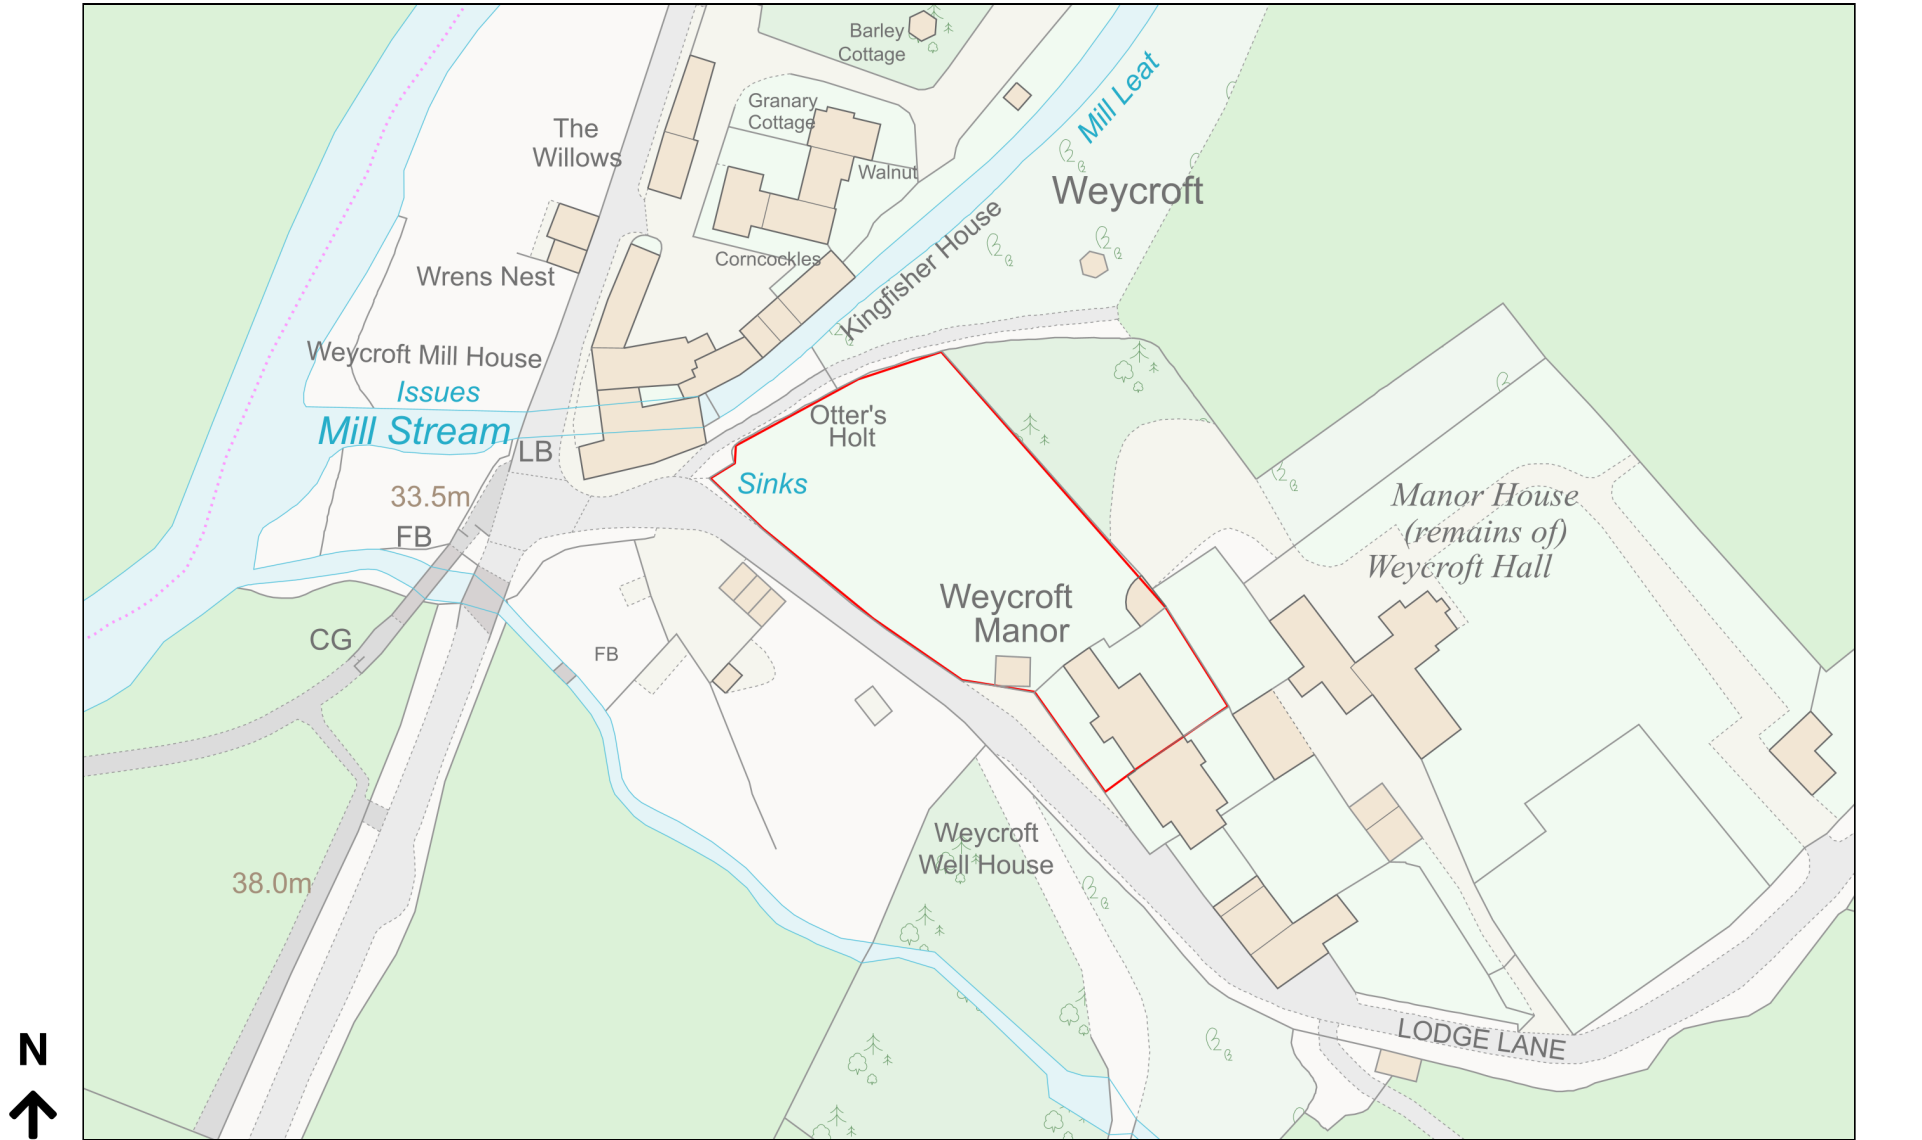 Barley
Cottage
Granary
Cottage
The
Willows
Walnut
Mill Leat
Weycroft
Kingfisher House
Corncockles
Wrens Nest
Weycroft Mill House
Issues
Mill Stream
Otter's
Holt
LB
Sinks
33.5m
FB
Manor House
(remains of)
Weycroft Hall
Weycroft
Manor
CG
FB
Weycroft
Well House
38.0m
LODGE LANE
N